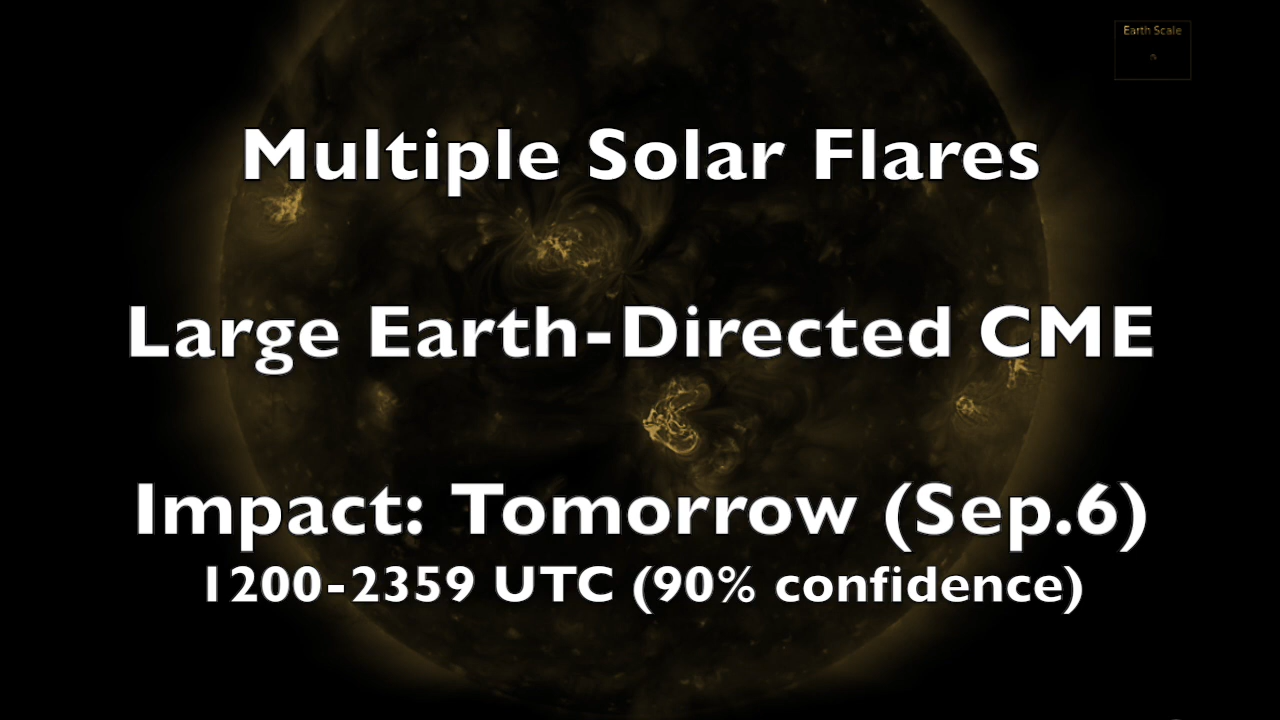 Earth Scale
Multiple Solar Flares
Large Earth-Directed CME
Impact: Tomorrow (Sep.6)
1200-2359 UTC (90% confidence)